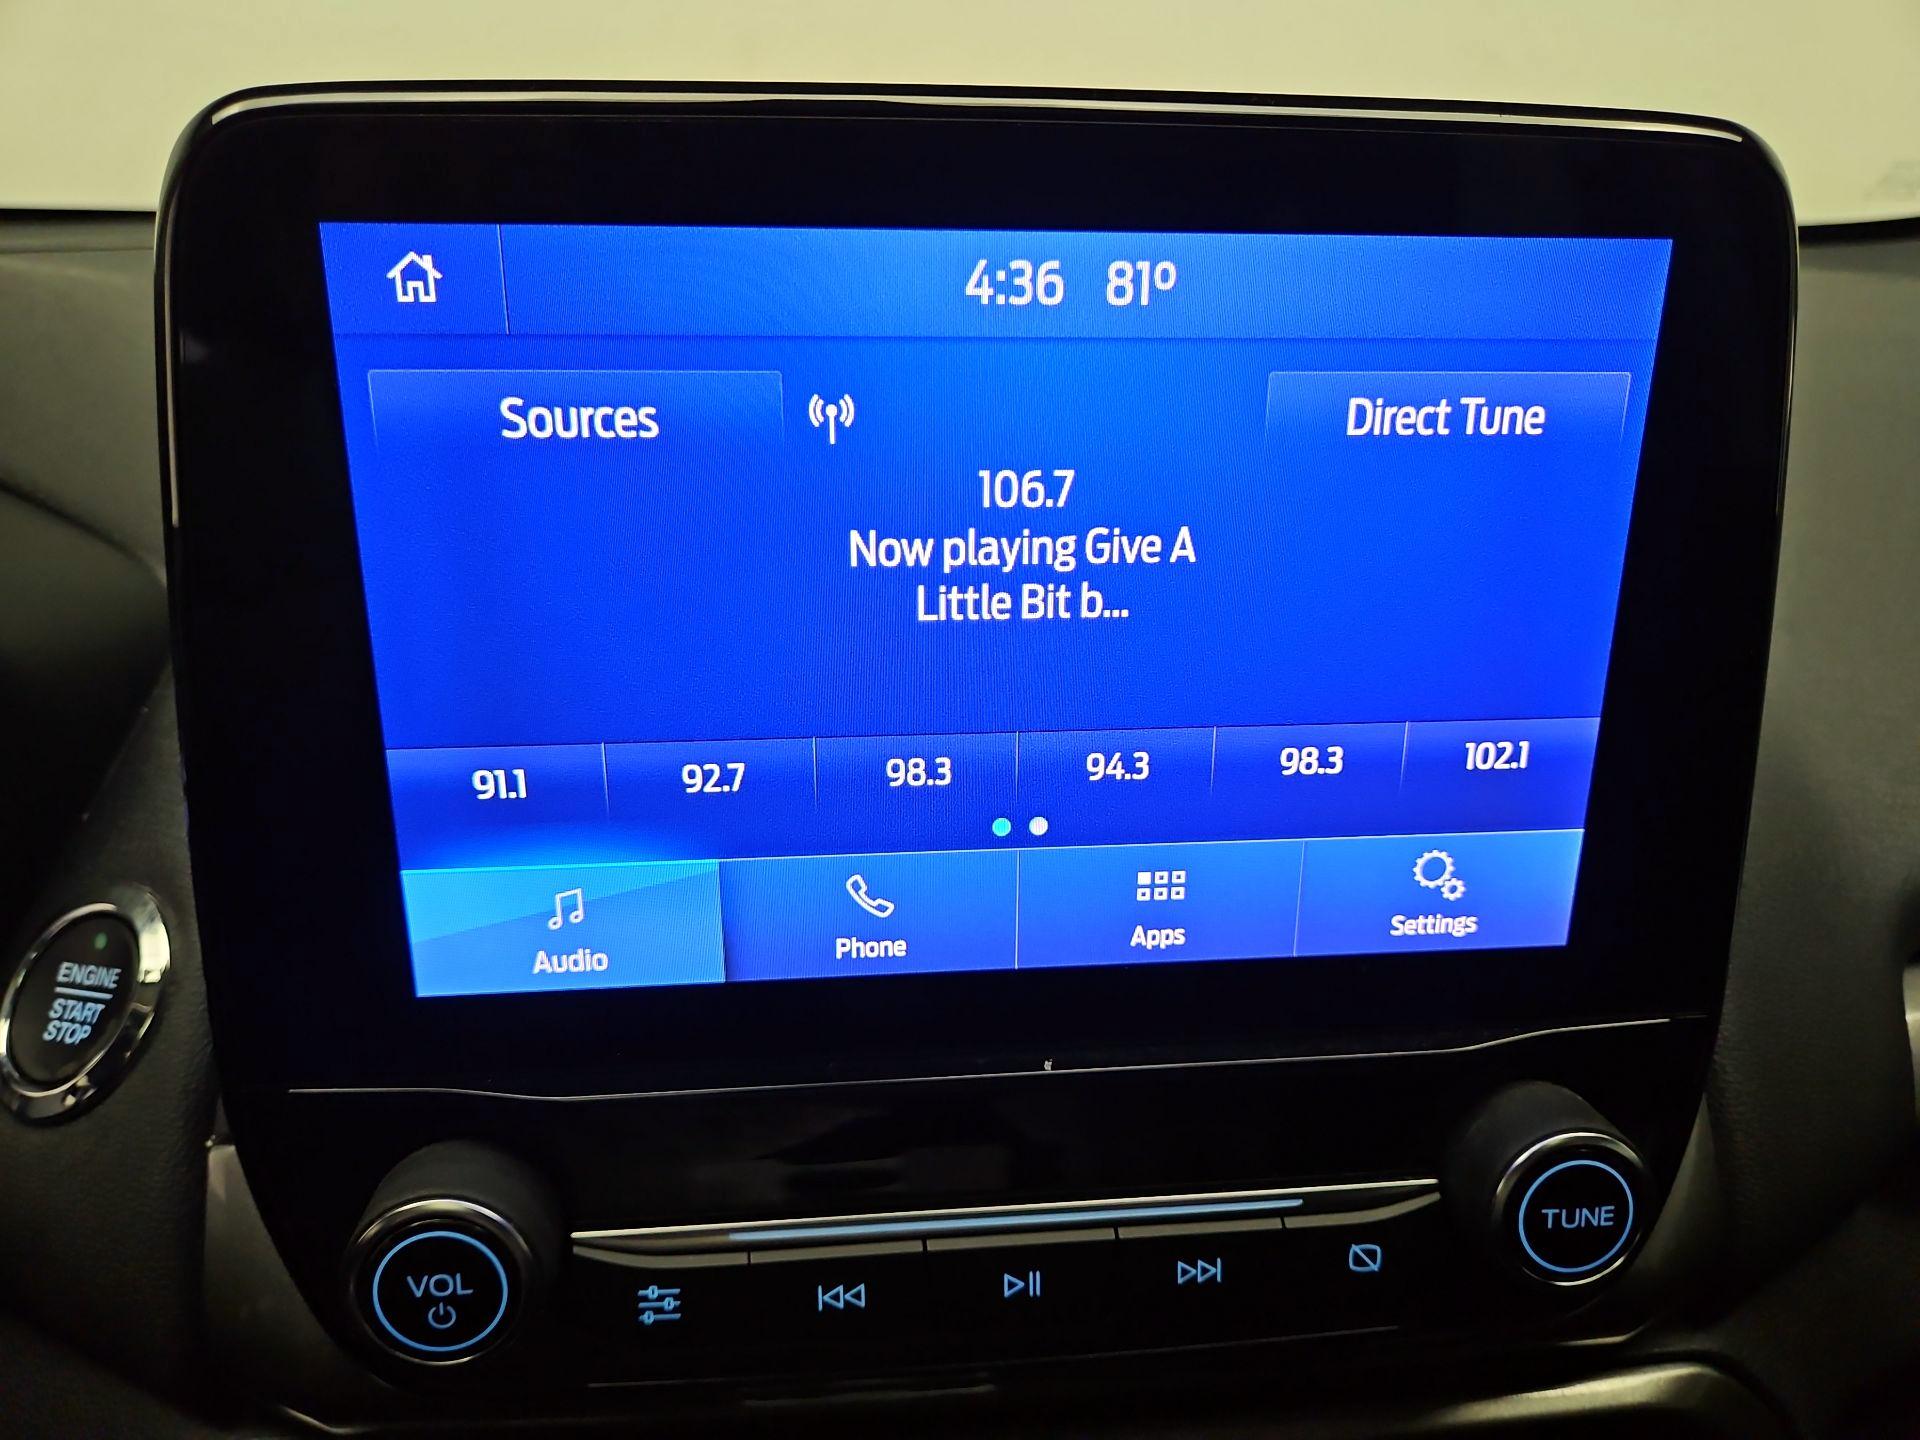 4:36 81º
Sources
Direct Tune
106.7
Now playing Give A
Little Bit b...
91.1 92.7 98.3 94.3 98.3 102.1
Audio Phone Apps Settings
ENGINE
START
STOP
VOL
TUNE